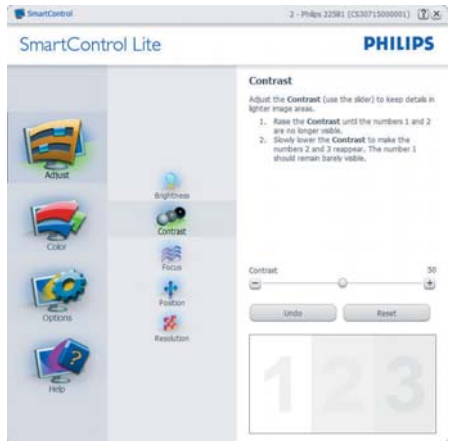 SmartControl
2 - Philips 225B1 (CS30715000001)
SmartControl Lite
PHILIPS
Adjust
Color
Options
Help
Brightness
Contrast
Focus
Position
Resolution
Contrast
Adjust the Contrast (use the slider) to keep details in
lighter image areas.
1. Raise the Contrast until the numbers 1 and 2
are no longer visible.
2. Slowly lower the Contrast to make the
numbers 2 and 3 reappear. The number 1
should remain barely visible.
Contrast 50
Undo Reset
1 2 3